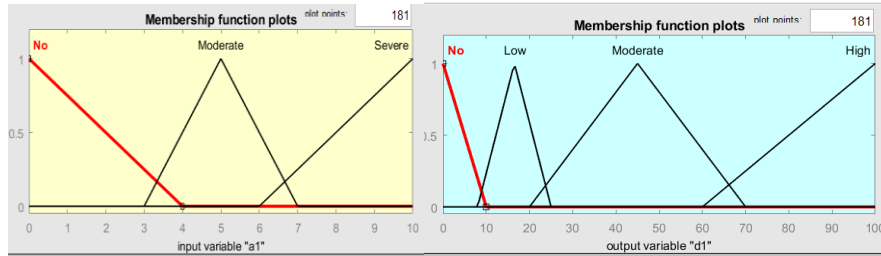 Membership function plots plot points: 181
No Moderate Severe
1
0.5
0
0 1 2 3 4 5 6 7 8 9 10
input variable "a1"
Membership function plots plot points: 181
No Low Moderate High
1
0.5
0
0 10 20 30 40 50 60 70 80 90 100
output variable "d1"